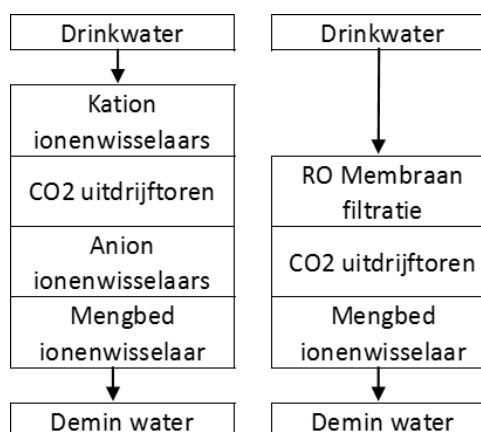 Drinkwater
Kation
ionenwisselaars
CO2 uitdrijftoren
Anion
ionenwisselaars
Mengbed
ionenwisselaar
Demin water
Drinkwater
RO Membraan
filtratie
CO2 uitdrijftoren
Mengbed
ionenwisselaar
Demin water